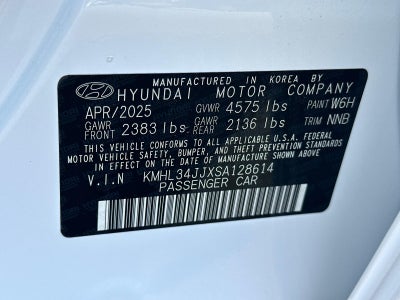 MANUFACTURED IN KOREA BY
HYUNDAI MOTOR COMPANY
APR/2025 GVWR 4575 lbs PAINT W6H
GAWR FRONT 2383 lbs GAWR REAR 2136 lbs TRIM NNB
THIS VEHICLE CONFORMS TO ALL APPLICABLE U.S.A. FEDERAL
MOTOR VEHICLE SAFETY, BUMPER, AND THEFT PREVENTION STANDARDS
IN EFFECT ON THE DATE OF MANUFACTURE SHOWN ABOVE.
V.I.N KMHL34JJXSA128614
PASSENGER CAR